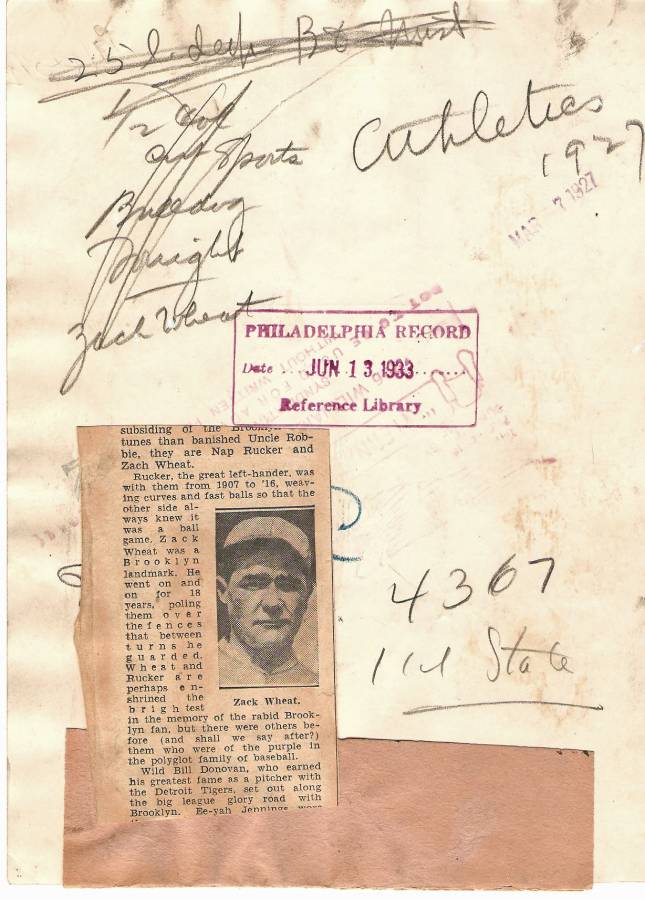 Athletics
1927
MAR 7 1927
Sports
Bulldog
Zach Wheat
PHILADELPHIA RECORD
Date JUN 13 1933
Reference Library
subsiding of the Brooklyn
tunes than banished Uncle Rob-
bie, they are Nap Rucker and
Zach Wheat.
Rucker, the great left-hander, was
with them from 1907 to '16, weav-
ing curves and fast balls so that the
other side al-
ways knew it
was a ball
game. Zack
Wheat was a
Brooklyn
landmark. He
went on and
on for 18
years, poling
them over
the fences
that between
turns he
guarded.
Wheat and
Rucker are
perhaps en-
shrined the
brightest
in the memory of the rabid Brook-
lyn fan, but there were others be-
fore (and shall we say after?)
them who were of the purple in
the polyglot family of baseball.
Wild Bill Donovan, who earned
his greatest fame as a pitcher with
the Detroit Tigers, set out along
the big league glory road with
Brooklyn. Ee-yah Jennings were
Zack Wheat.
4367
State